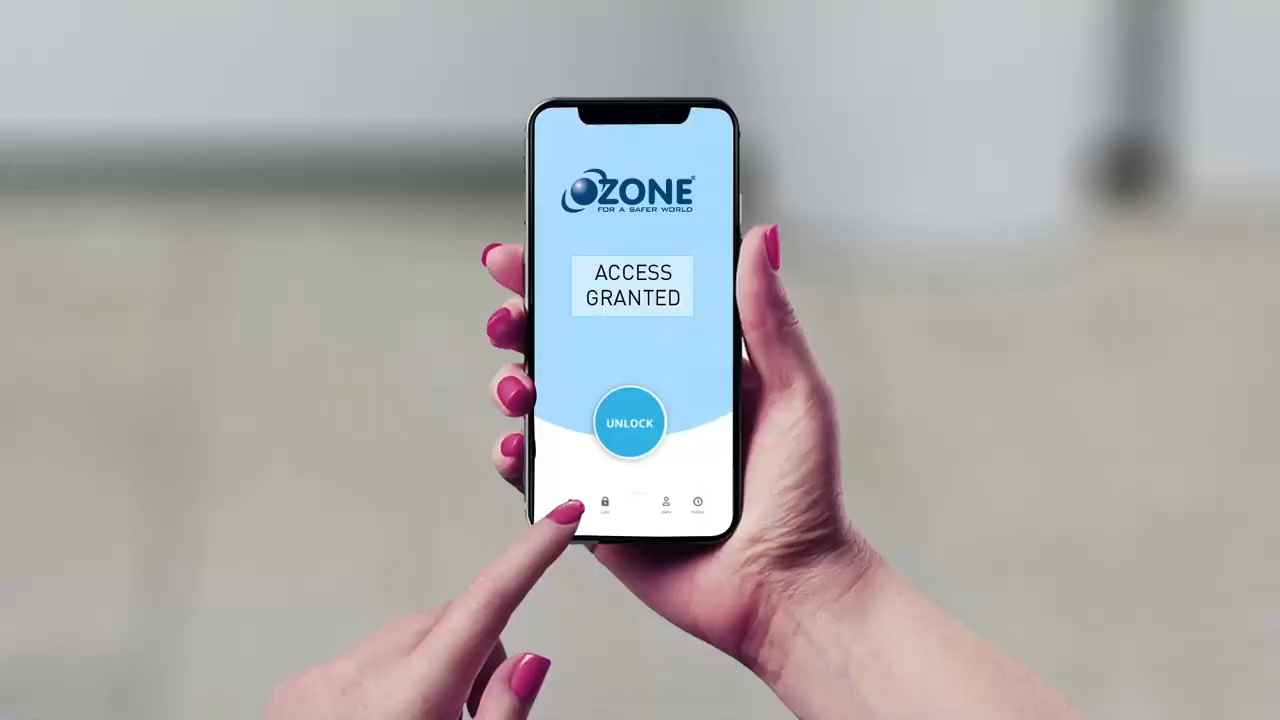 OZONE®
FOR A SAFER WORLD
ACCESS
GRANTED
UNLOCK